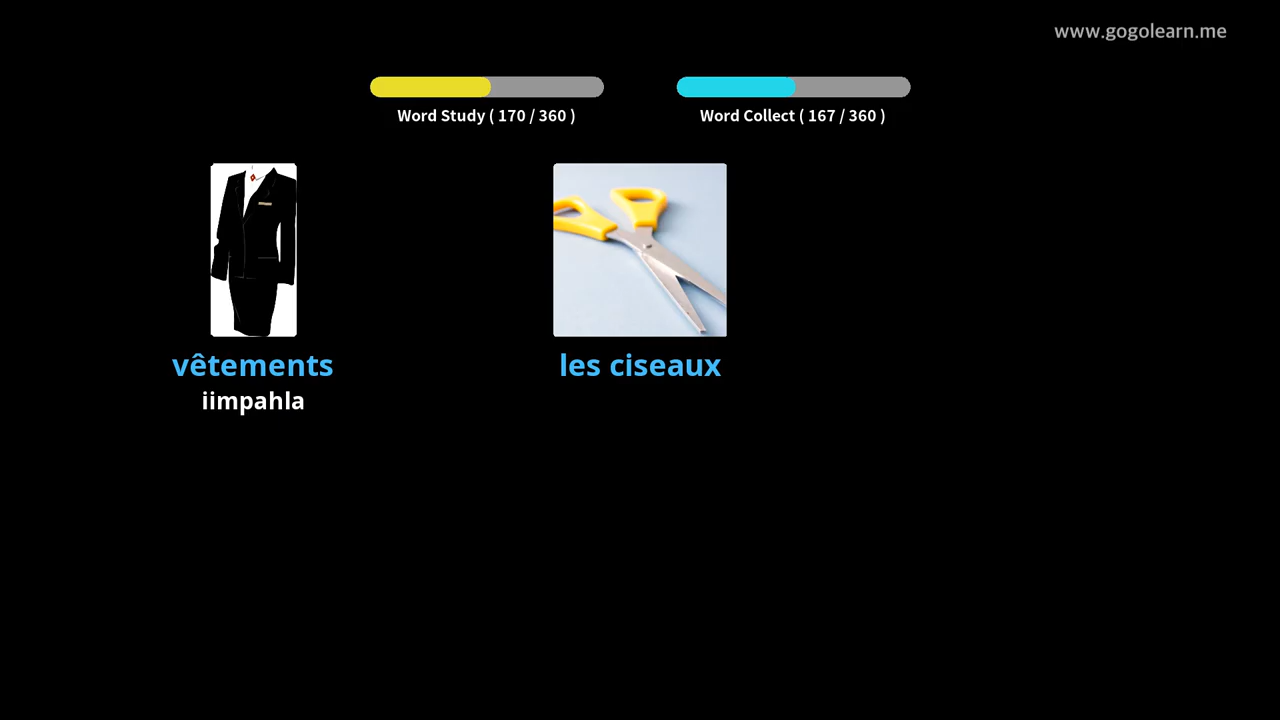 www.gogolearn.me
Word Study ( 170 / 360 )
Word Collect ( 167 / 360 )
vêtements
iimpahla
les ciseaux